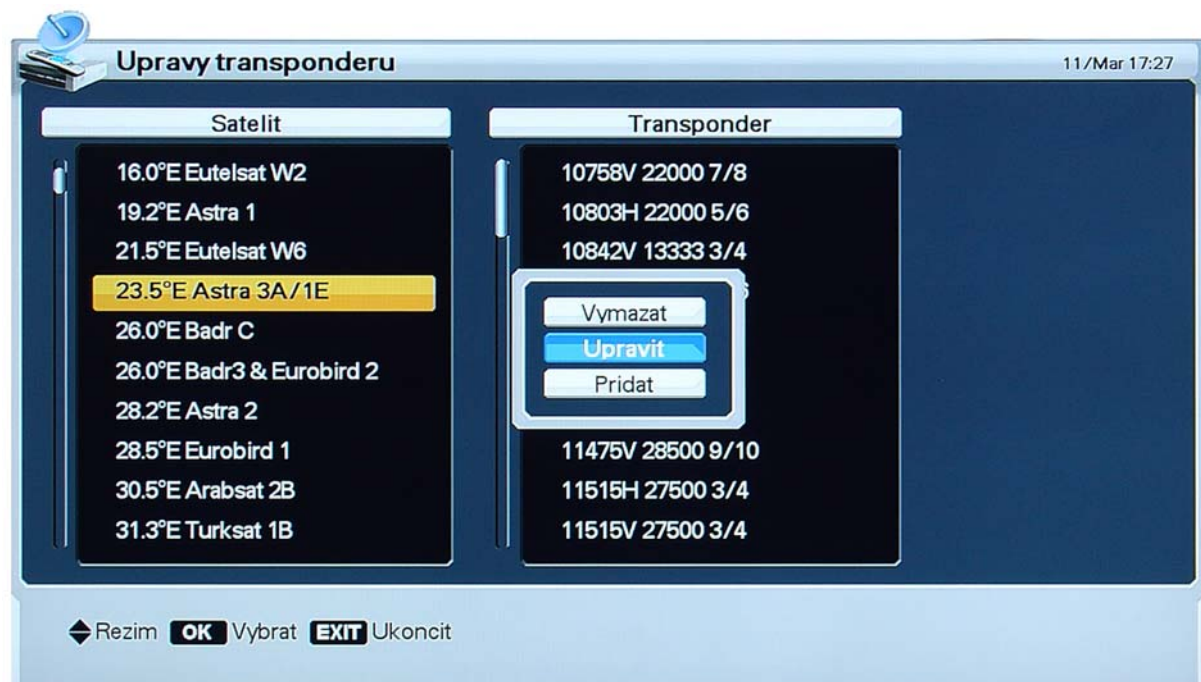 Upravy transponderu
11/Mar 17:27
Satelit
16.0°E Eutelsat W2
19.2°E Astra 1
21.5°E Eutelsat W6
23.5°E Astra 3A/1E
26.0°E Badr C
26.0°E Badr3 & Eurobird 2
28.2°E Astra 2
28.5°E Eurobird 1
30.5°E Arabsat 2B
31.3°E Turksat 1B
Transponder
10758V 22000 7/8
10803H 22000 5/6
10842V 13333 3/4
11475V 28500 9/10
11515H 27500 3/4
11515V 27500 3/4
Vymazat
Upravit
Pridat
Rezim OK Vybrat EXIT Ukoncit